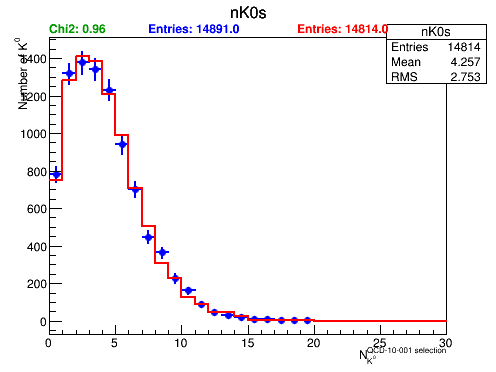 nK0s
Chi2: 0.96 Entries: 14891.0 Entries: 14814.0
nK0s
Entries 14814
Mean 4.257
RMS 2.753
Number of K⁰
1400
1200
1000
800
600
400
200
0
0 5 10 15 20 25 30
N_K⁰ QCD-10-001 selection